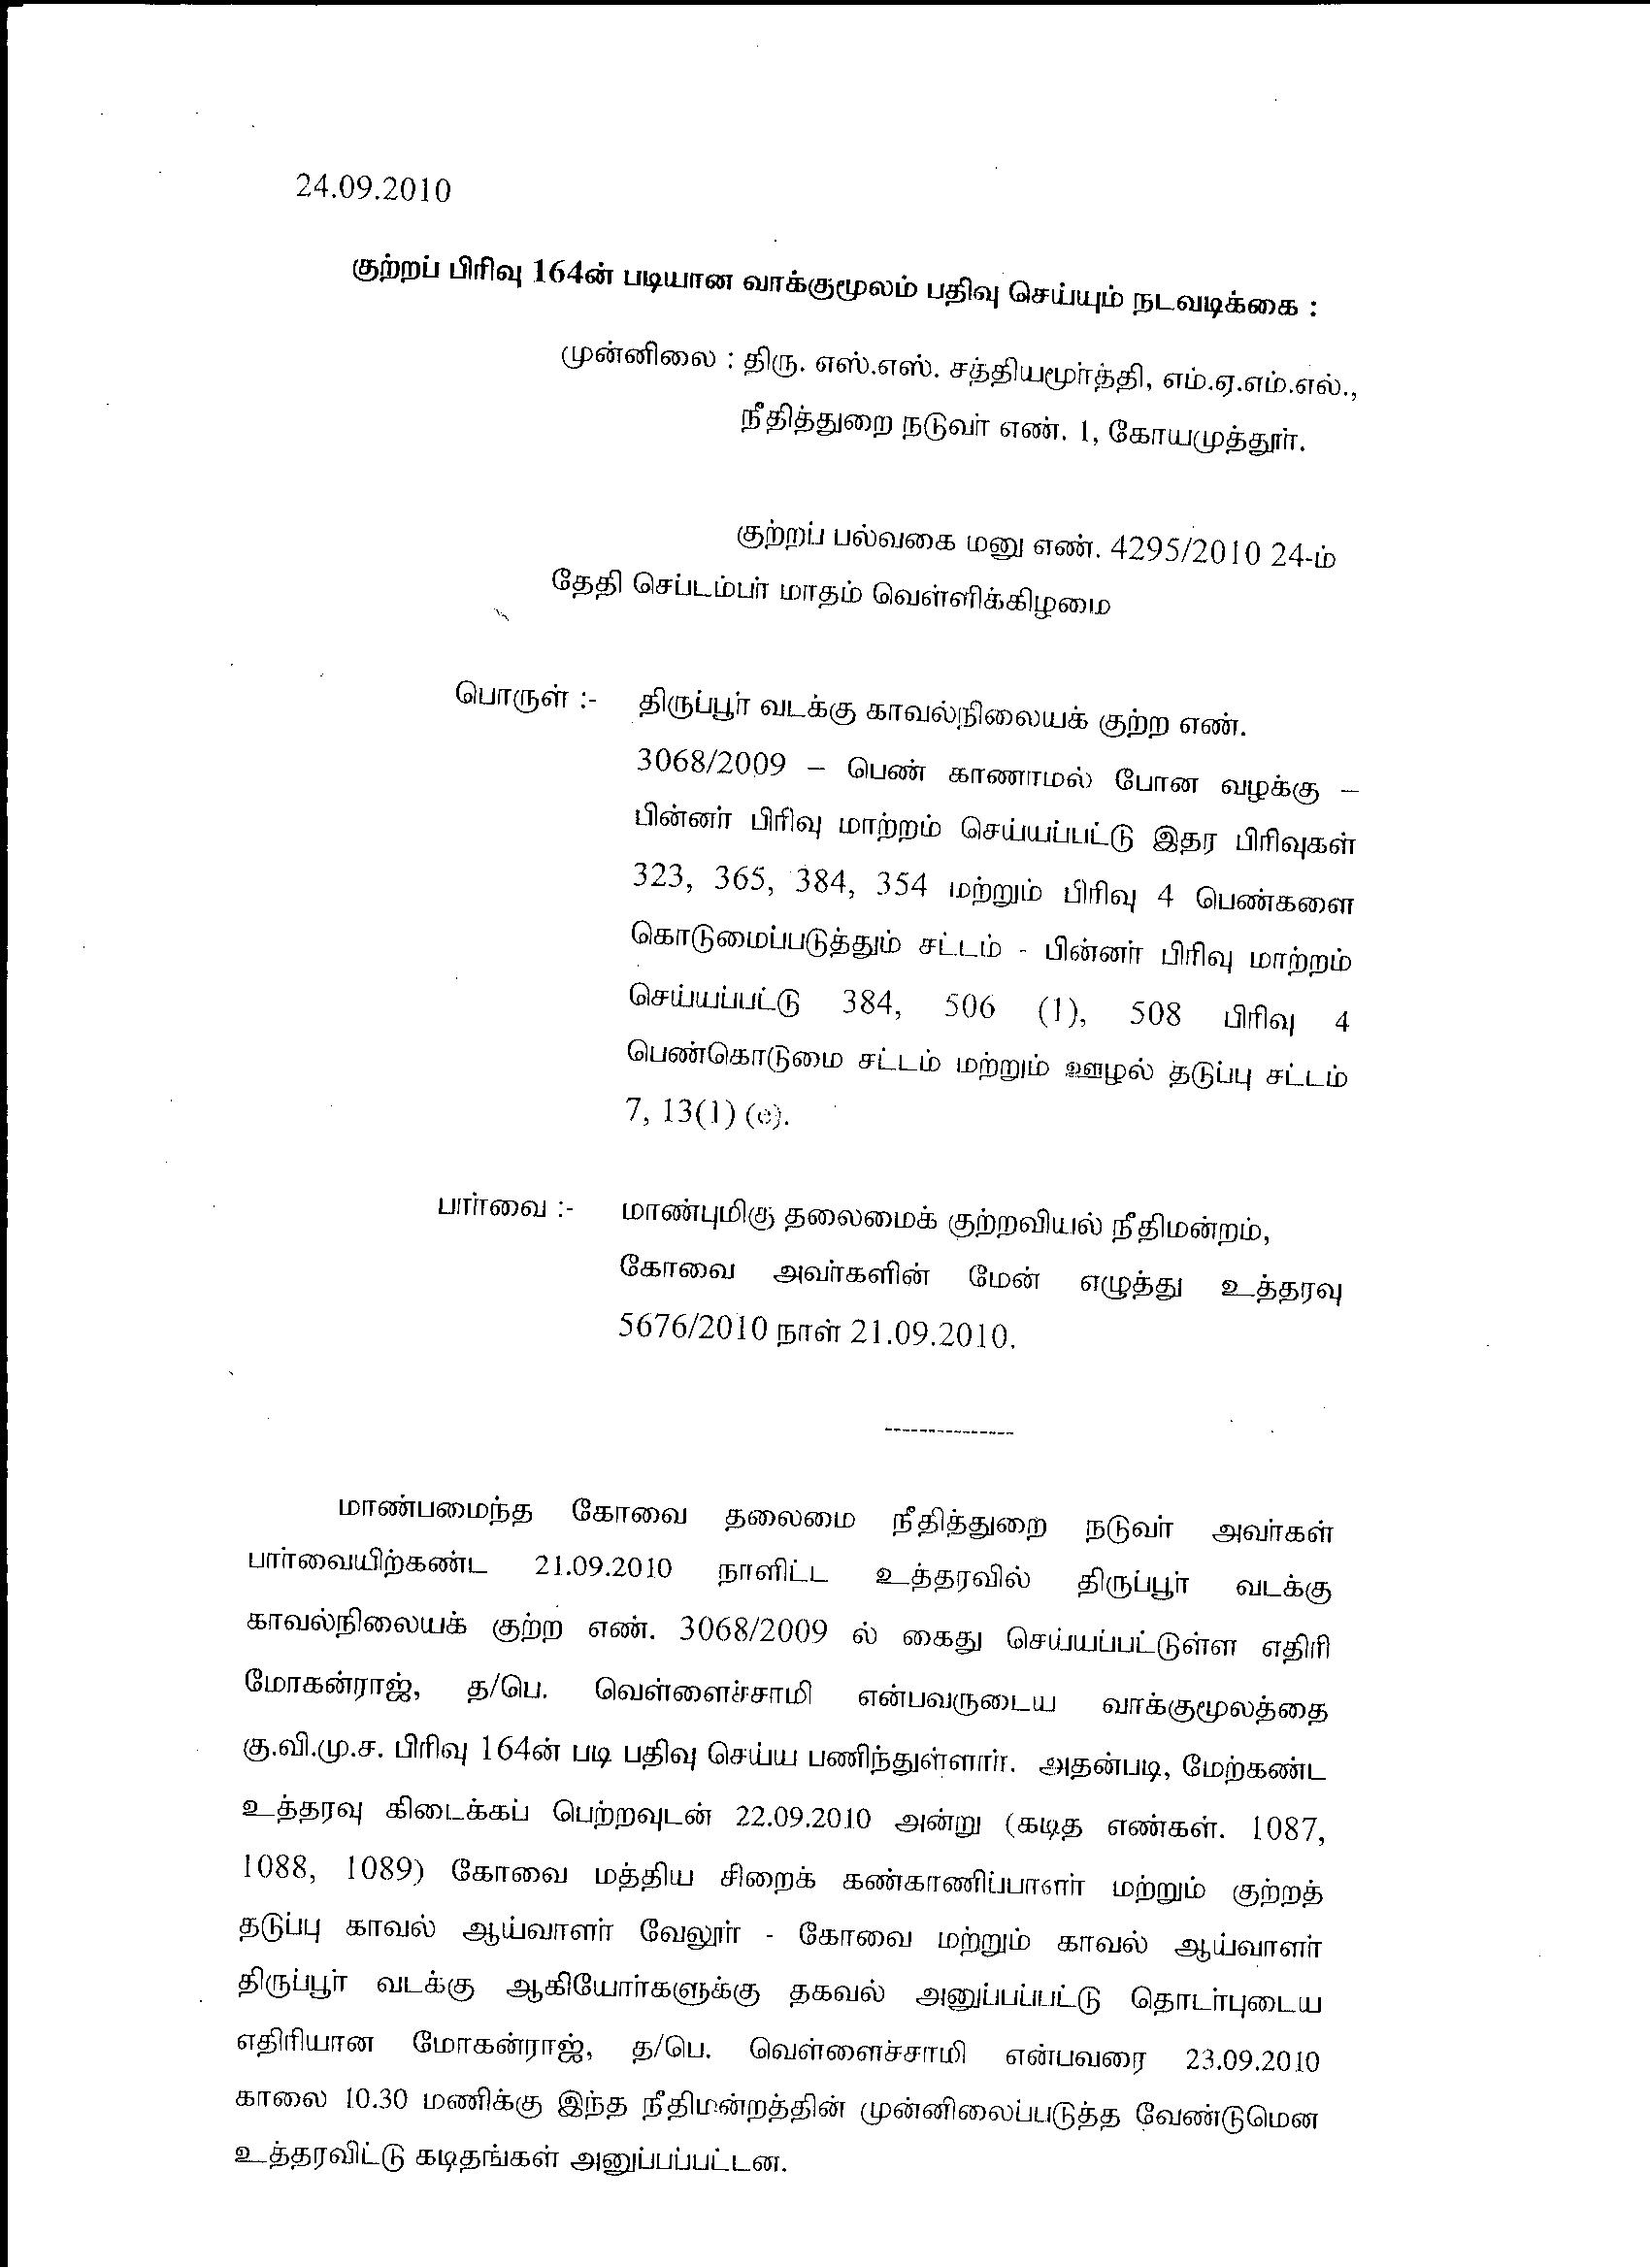 24.09.2010
குற்றப் பிரிவு 164ன் படியான வாக்குமூலம் பதிவு செய்யும் நடவடிக்கை :
முன்னிலை : திரு. எஸ்.எஸ். சத்தியமூர்த்தி, எம்.ஏ.எம்.எல்.,
நீதித்துறை நடுவர் எண். 1, கோயமுத்தூர்.
குற்றப் பல்வகை மனு எண். 4295/2010 24-ம்
தேதி செப்டம்பர் மாதம் வெள்ளிக்கிழமை
பொருள் :- திருப்பூர் வடக்கு காவல்நிலையக் குற்ற எண்.
3068/2009 – பெண் காணாமல் போன வழக்கு –
பின்னர் பிரிவு மாற்றம் செய்யப்பட்டு இதர பிரிவுகள்
323, 365, 384, 354 மற்றும் பிரிவு 4 பெண்களை
கொடுமைப்படுத்தும் சட்டம் - பின்னர் பிரிவு மாற்றம்
செய்யப்பட்டு 384, 506 (1), 508 பிரிவு 4
பெண்கொடுமை சட்டம் மற்றும் ஊழல் தடுப்பு சட்டம்
7, 13(1) (e).
பார்வை :- மாண்புமிகு தலைமைக் குற்றவியல் நீதிமன்றம்,
கோவை அவர்களின் மேன் எழுத்து உத்தரவு
5676/2010 நாள் 21.09.2010.
---------------
மாண்பமைந்த கோவை தலைமை நீதித்துறை நடுவர் அவர்கள்
பார்வையிற்கண்ட 21.09.2010 நாளிட்ட உத்தரவில் திருப்பூர் வடக்கு
காவல்நிலையக் குற்ற எண். 3068/2009 ல் கைது செய்யப்பட்டுள்ள எதிரி
மோகன்ராஜ், த/பெ. வெள்ளைச்சாமி என்பவருடைய வாக்குமூலத்தை
கு.வி.மு.ச. பிரிவு 164ன் படி பதிவு செய்ய பணிந்துள்ளார். அதன்படி, மேற்கண்ட
உத்தரவு கிடைக்கப் பெற்றவுடன் 22.09.2010 அன்று (கடித எண்கள். 1087,
1088, 1089) கோவை மத்திய சிறைக் கண்காணிப்பாளர் மற்றும் குற்றத்
தடுப்பு காவல் ஆய்வாளர் வேலூர் - கோவை மற்றும் காவல் ஆய்வாளர்
திருப்பூர் வடக்கு ஆகியோர்களுக்கு தகவல் அனுப்பப்பட்டு தொடர்புடைய
எதிரியான மோகன்ராஜ், த/பெ. வெள்ளைச்சாமி என்பவரை 23.09.2010
காலை 10.30 மணிக்கு இந்த நீதிமன்றத்தின் முன்னிலைப்படுத்த வேண்டுமென
உத்தரவிட்டு கடிதங்கள் அனுப்பப்பட்டன.